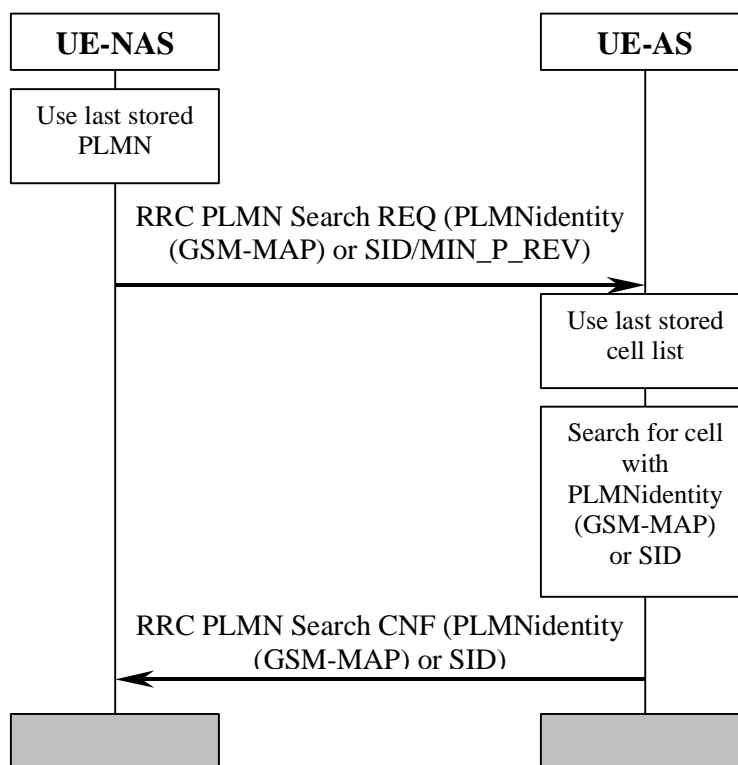 UE-NAS
UE-AS
Use last stored
PLMN
RRC PLMN Search REQ (PLMNidentity
(GSM-MAP) or SID/MIN_P_REV)
Use last stored
cell list
Search for cell
with
PLMNidentity
(GSM-MAP)
or SID
RRC PLMN Search CNF (PLMNidentity
(GSM-MAP) or SID)